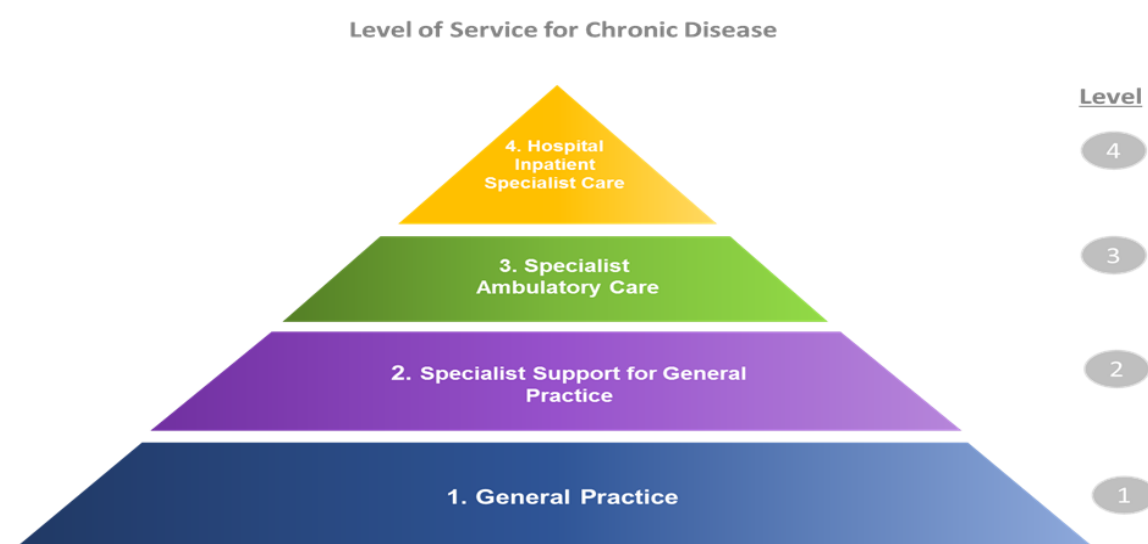 Level of Service for Chronic Disease
Level
4. Hospital
Inpatient
Specialist Care
4
3. Specialist
Ambulatory Care
3
2. Specialist Support for General
Practice
2
1. General Practice
1